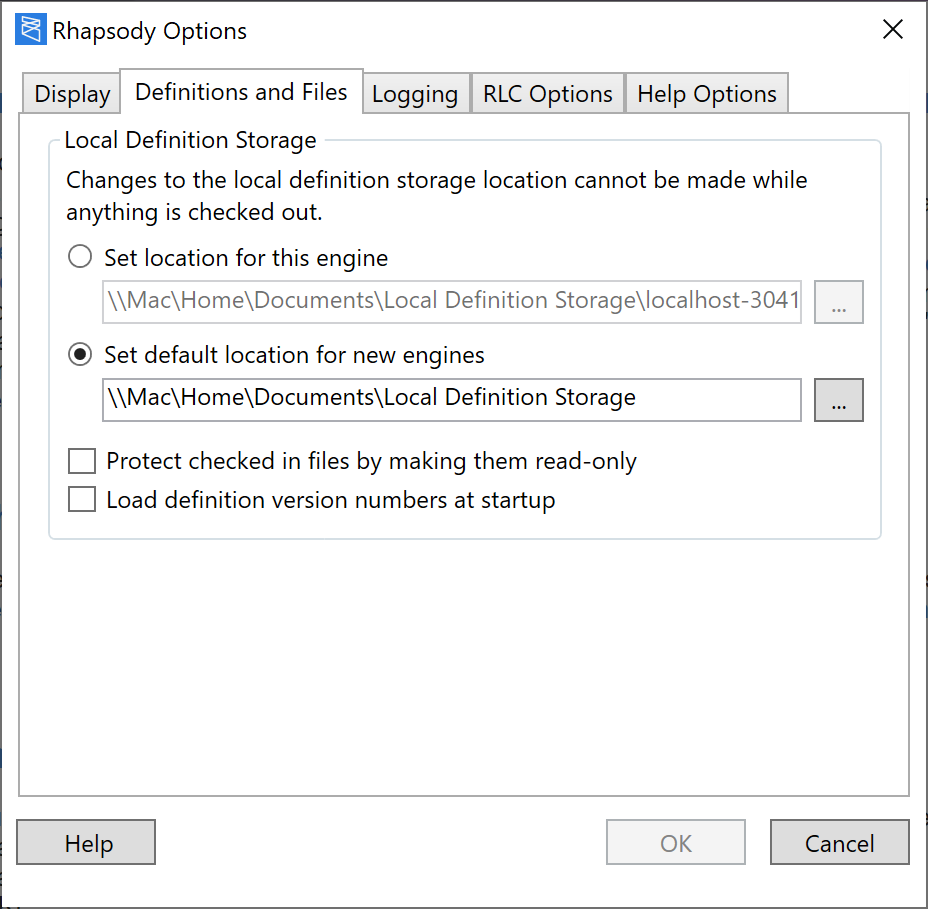 Rhapsody Options
Display
Definitions and Files
Logging
RLC Options
Help Options
Local Definition Storage
Changes to the local definition storage location cannot be made while
anything is checked out.
Set location for this engine
\\Mac\Home\Documents\Local Definition Storage\localhost-3041
...
Set default location for new engines
\\Mac\Home\Documents\Local Definition Storage
...
Protect checked in files by making them read-only
Load definition version numbers at startup
Help
OK
Cancel